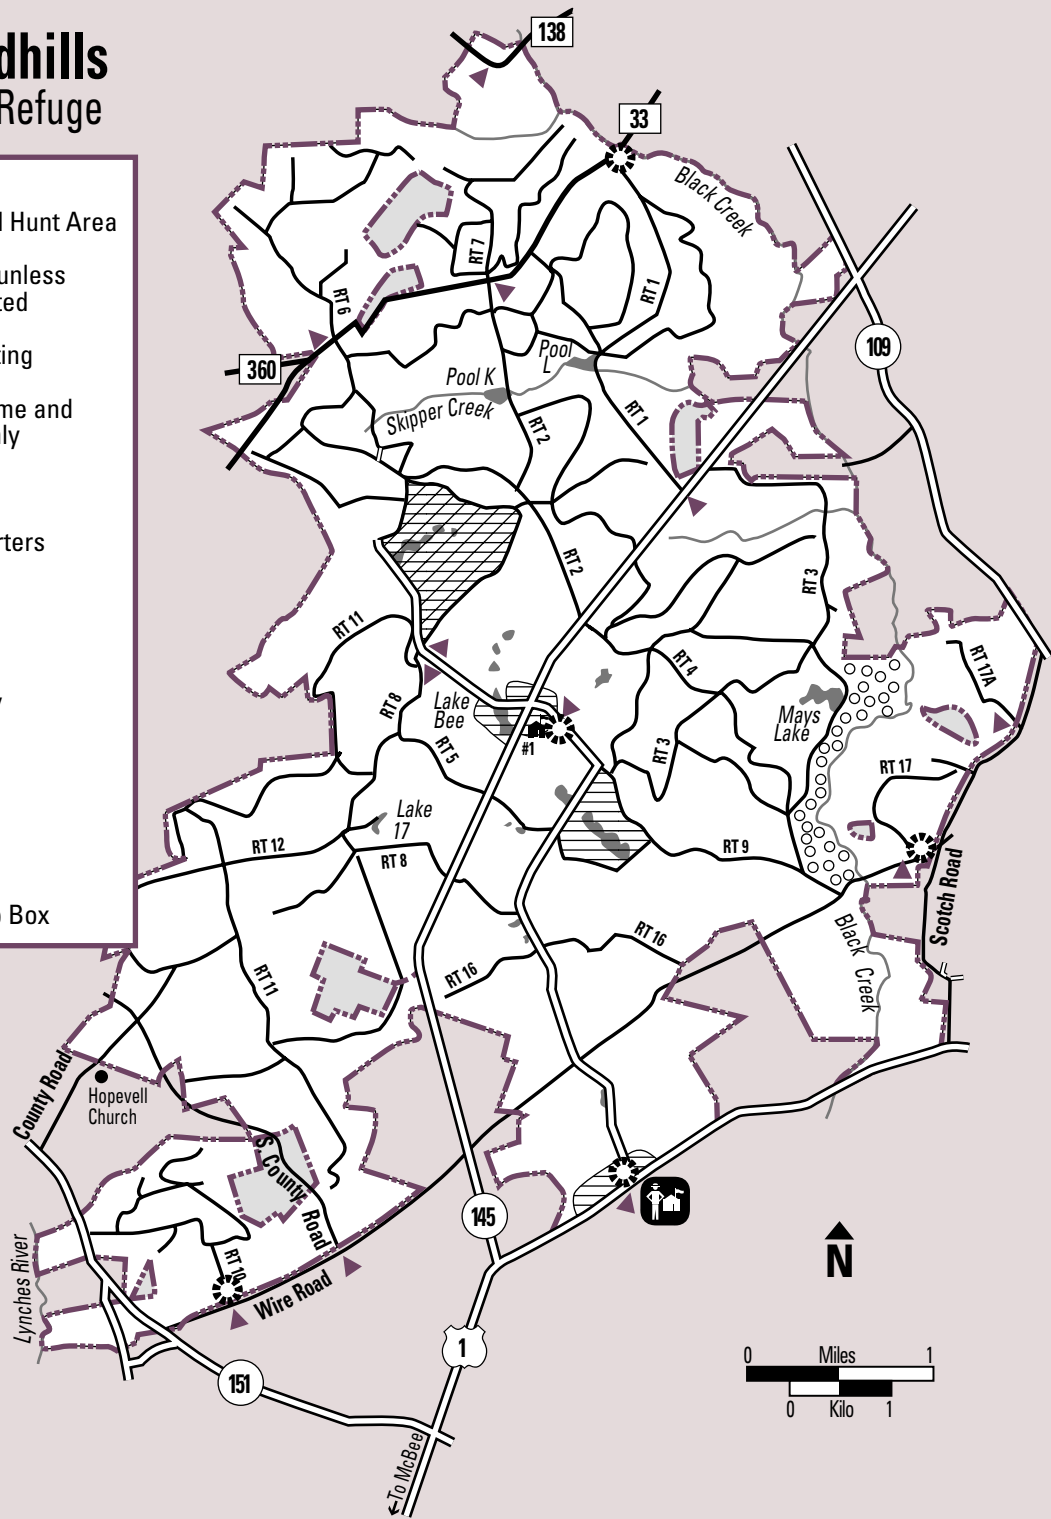 dhills
Refuge
l Hunt Area
unless
ted
ting
me and
ly
rters
y
Box
138
33
Black Creek
RT 7
RT 1
RT 6
109
360
Pool
L
Pool K
Skipper Creek
RT 1
RT 2
RT 2
RT 3
RT 11
RT 4
RT 17A
RT 8
Lake
Bee
Mays
Lake
#1
RT 5
RT 3
RT 17
Lake
17
RT 12
RT 8
RT 9
Scotch Road
Black Creek
RT 16
RT 16
RT 11
County Road
Hopevell
Church
S. County Road
145
RT 10
Lynches River
Wire Road
N
1
151
0 Miles 1
0 Kilo 1
To McBee